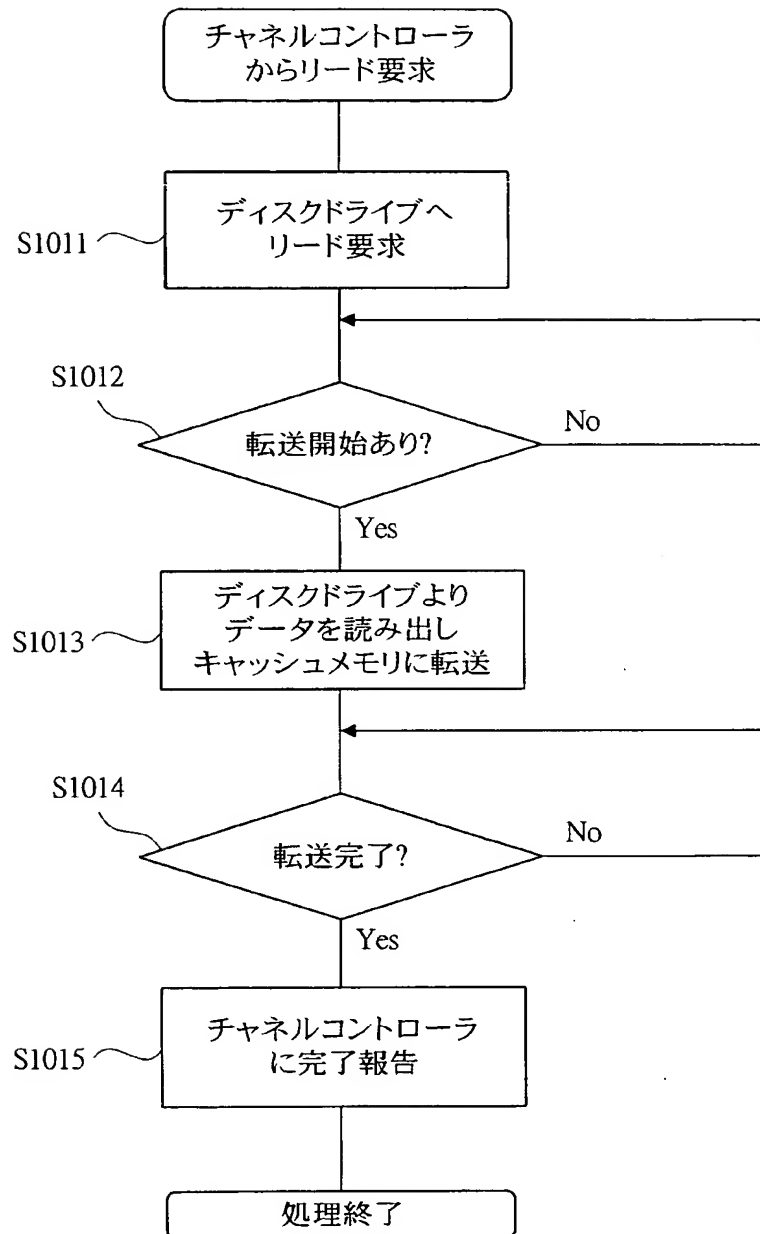 チャネルコントローラ
からリード要求
ディスクドライブへ
リード要求
S1011
S1012
転送開始あり?
No
Yes
ディスクドライブより
データを読み出し
キャッシュメモリに転送
S1013
S1014
転送完了?
No
Yes
チャネルコントローラ
に完了報告
S1015
処理終了